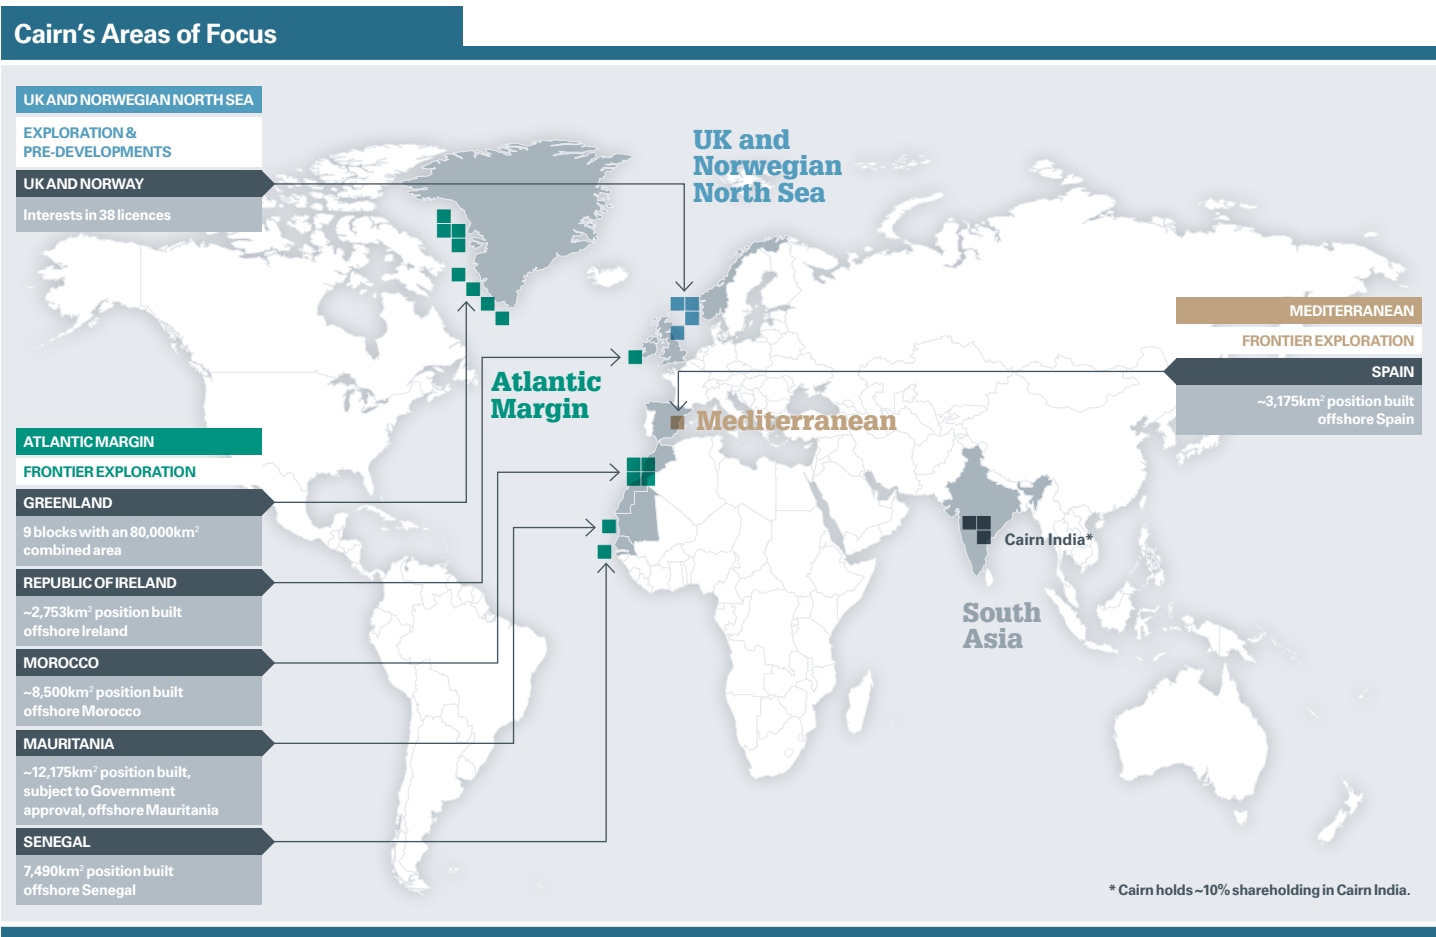 Cairn's Areas of Focus
UK AND NORWEGIAN NORTH SEA
EXPLORATION &
PRE-DEVELOPMENTS
UK AND NORWAY
Interests in 38 licences
UK and
Norwegian
North Sea
MEDITERRANEAN
FRONTIER EXPLORATION
SPAIN
~3,175km² position built
offshore Spain
Atlantic
Margin
Mediterranean
ATLANTIC MARGIN
FRONTIER EXPLORATION
GREENLAND
9 blocks with an 80,000km²
combined area
REPUBLIC OF IRELAND
~2,753km² position built
offshore Ireland
MOROCCO
~8,500km² position built
offshore Morocco
MAURITANIA
~12,175km² position built,
subject to Government
approval, offshore Mauritania
SENEGAL
7,490km² position built
offshore Senegal
Cairn India*
South
Asia
* Cairn holds ~10% shareholding in Cairn India.